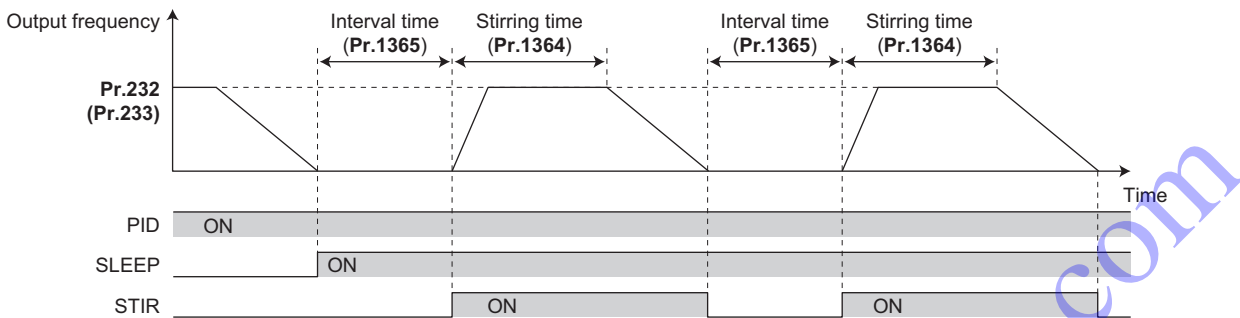 Output frequency
Interval time
(Pr.1365)
Stirring time
(Pr.1364)
Interval time
(Pr.1365)
Stirring time
(Pr.1364)
Pr.232
(Pr.233)
Time
PID
ON
SLEEP
ON
STIR
ON
ON
com